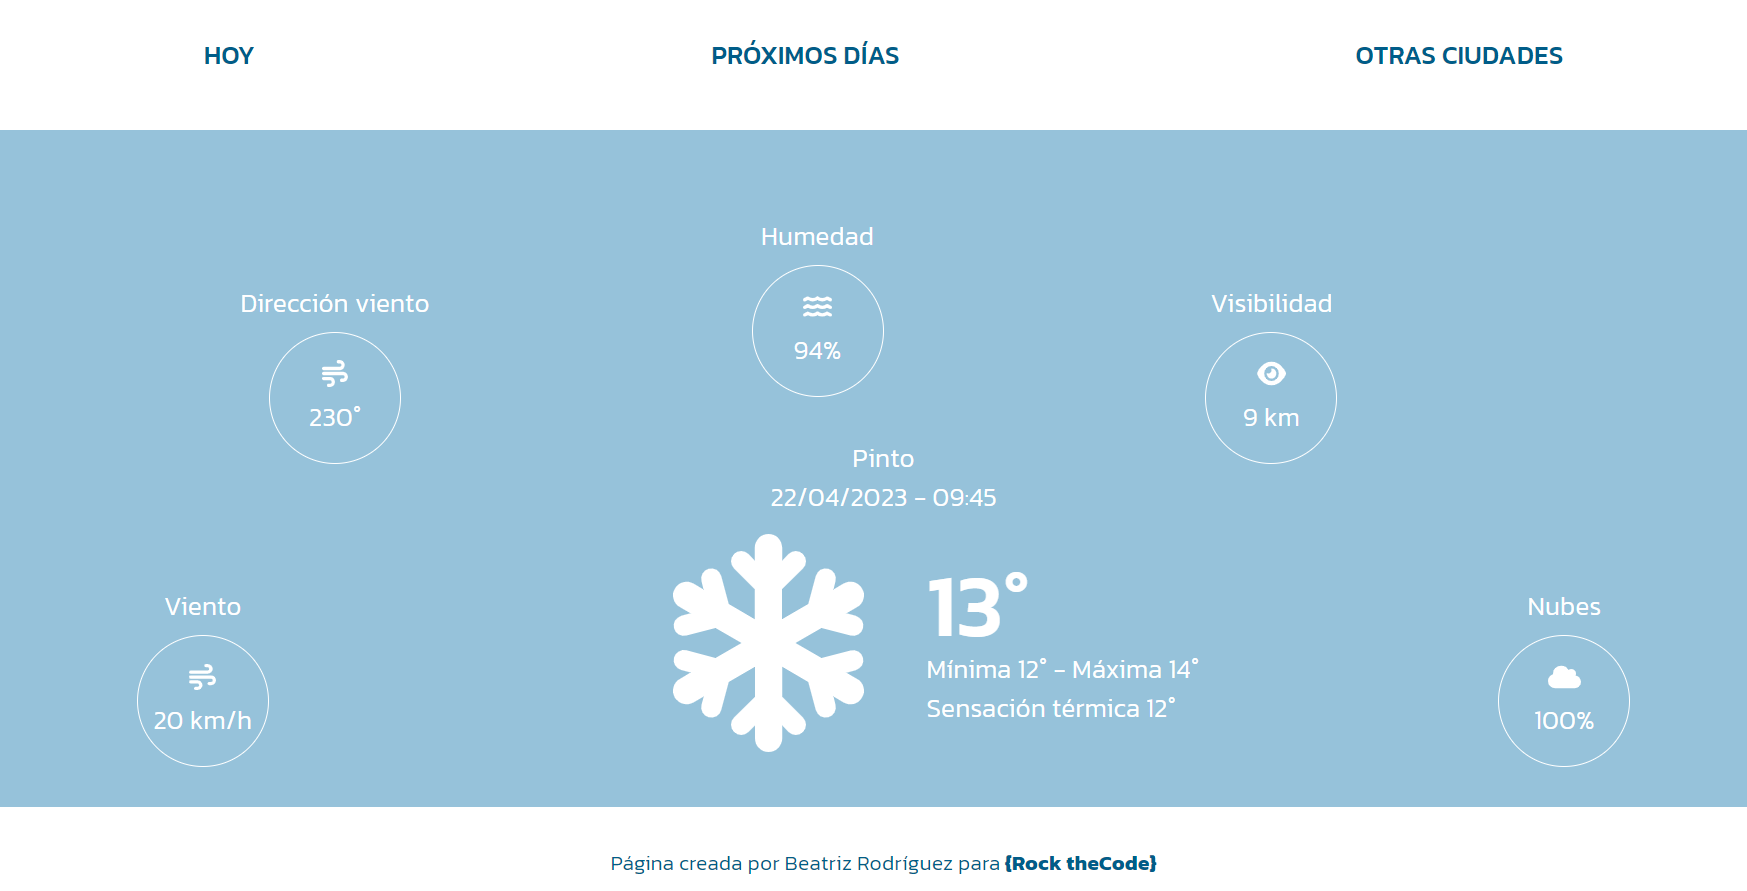 HOY
PRÓXIMOS DÍAS
OTRAS CIUDADES
Humedad
94%
Dirección viento
230°
Visibilidad
9 km
Pinto
22/04/2023 - 09:45
13°
Mínima 12° - Máxima 14°
Sensación térmica 12°
Viento
20 km/h
Nubes
100%
Página creada por Beatriz Rodríguez para {Rock theCode}